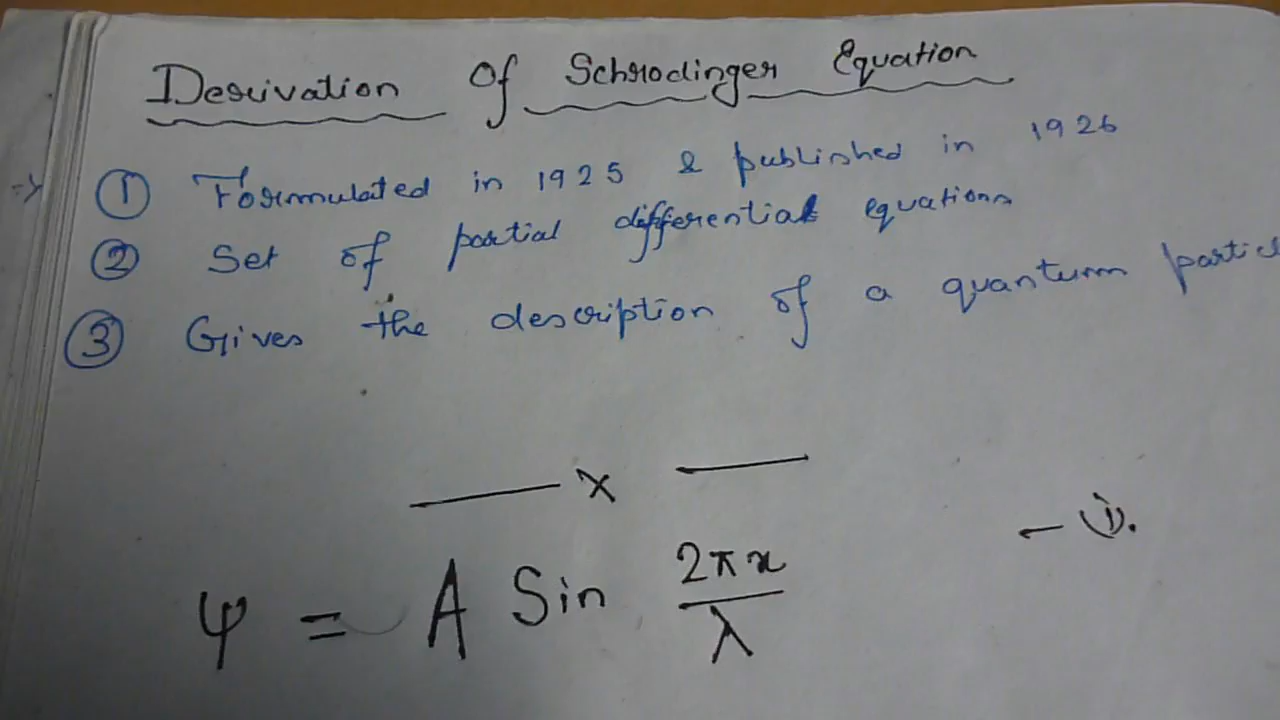 Derivation Of Schrodinger Equation
① Formulated in 1925 & published in 1926
② Set of partial differential equations
③ Gives the description of a quantum partic
— x —
ψ = A Sin 2πx/λ — (i).